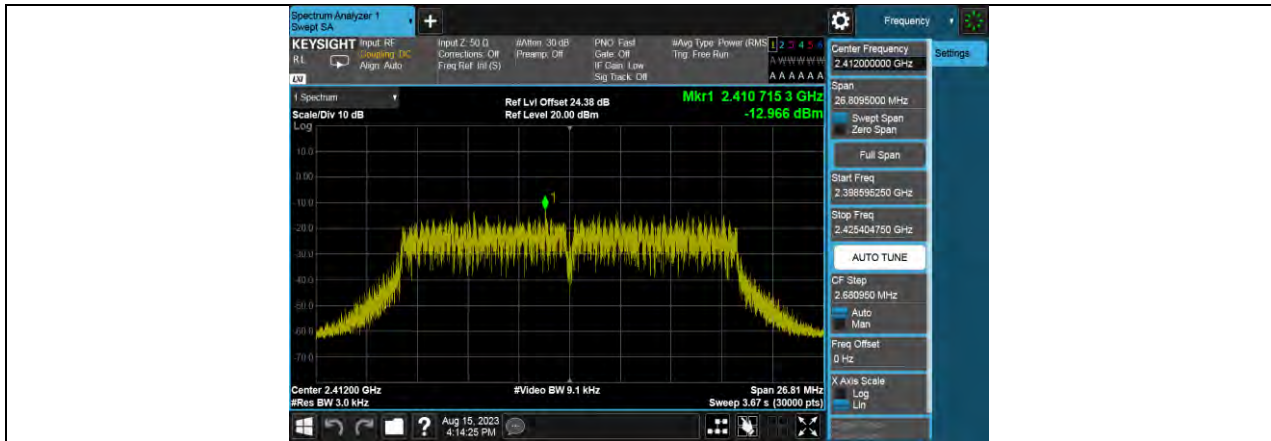 Spectrum Analyzer 1
Swept SA
+
Frequency
KEYSIGHT
RL
LXI
Input: RF
Coupling: DC
Align: Auto
Input Z: 50 Ω
Corrections: Off
Freq Ref: Int (S)
#Atten: 30 dB
Preamp: Off
PNO: Fast
Gate: Off
IF Gain: Low
Sig Track: Off
#Avg Type: Power (RMS
Trig: Free Run
1 2 3 4 5 6
A W W W W W
A A A A A A
1 Spectrum
Scale/Div 10 dB
Ref Lvl Offset 24.38 dB
Ref Level 20.00 dBm
Mkr1 2.410 715 3 GHz
-12.966 dBm
Log
10.0
0.00
-10.0
-20.0
-30.0
-40.0
-50.0
-60.0
-70.0
1
Center 2.41200 GHz
#Res BW 3.0 kHz
#Video BW 9.1 kHz
Span 26.81 MHz
Sweep 3.67 s (30000 pts)
Center Frequency
2.412000000 GHz
Settings
Span
26.8095000 MHz
Swept Span
Zero Span
Full Span
Start Freq
2.398595250 GHz
Stop Freq
2.425404750 GHz
AUTO TUNE
CF Step
2.680950 MHz
Auto
Man
Freq Offset
0 Hz
X Axis Scale
Log
Lin
?
Aug 15, 2023
4:14:25 PM